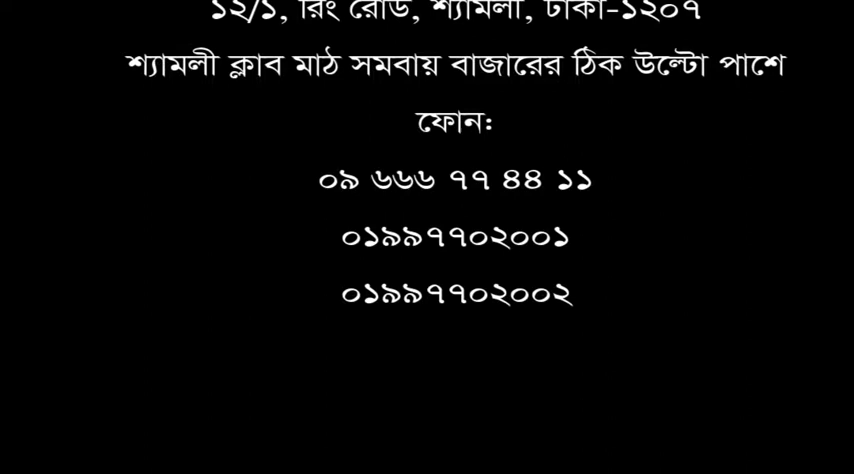 ১২/১, রিং রোড, শ্যামলী, ঢাকা-১২০৭
শ্যামলী ক্লাব মাঠ সমবায় বাজারের ঠিক উল্টো পাশে
ফোন:
০৯ ৬৬৬ ৭৭ ৪৪ ১১
০১৯৯৭৭০২০০১
০১৯৯৭৭০২০০২